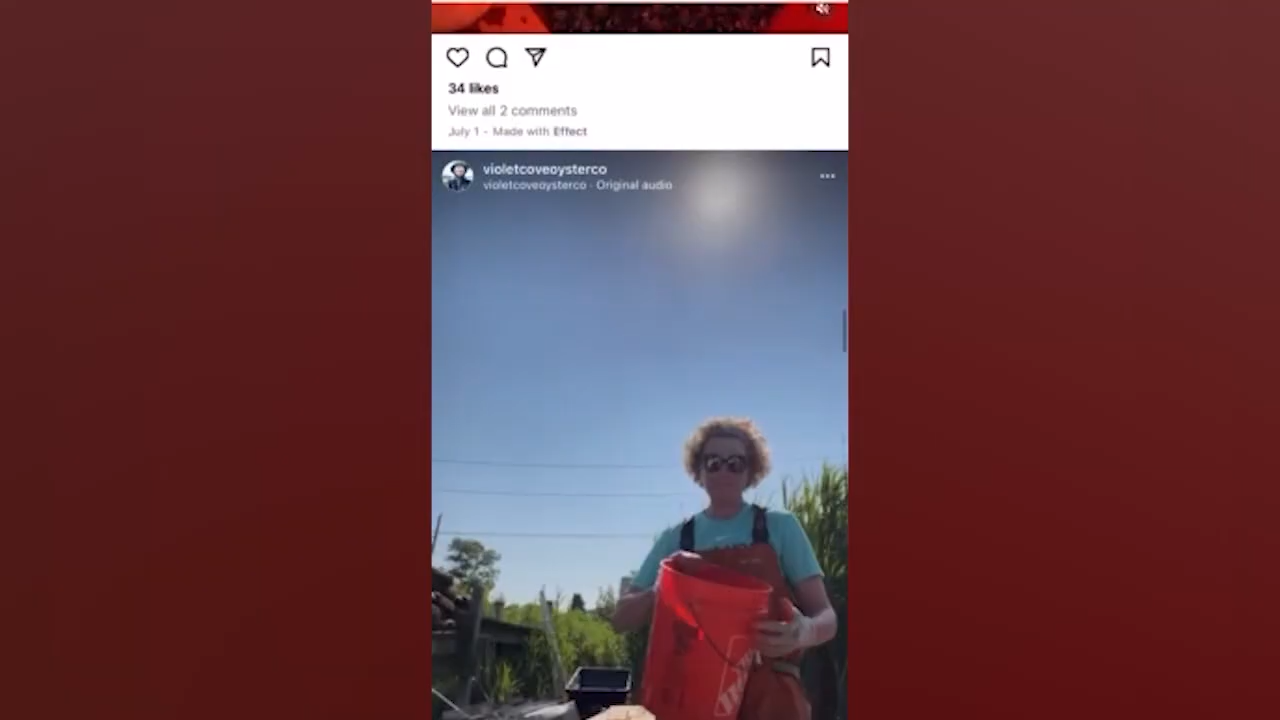 34 likes
View all 2 comments
July 1 - Made with Effect
violetcoveoysterco
violetcoveoysterco · Original audio